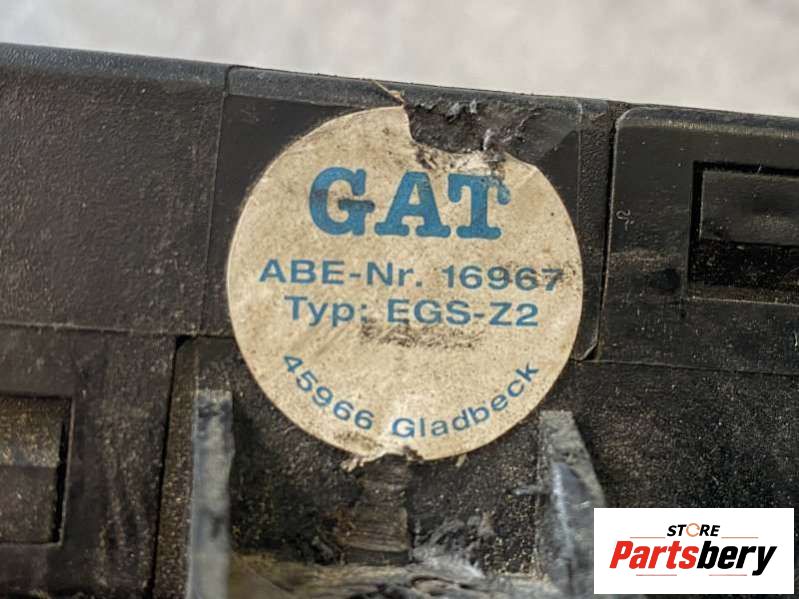 GAT
ABE-Nr. 16967
Typ: EGS-Z2
45966 Gladbeck
STORE
Partsbery